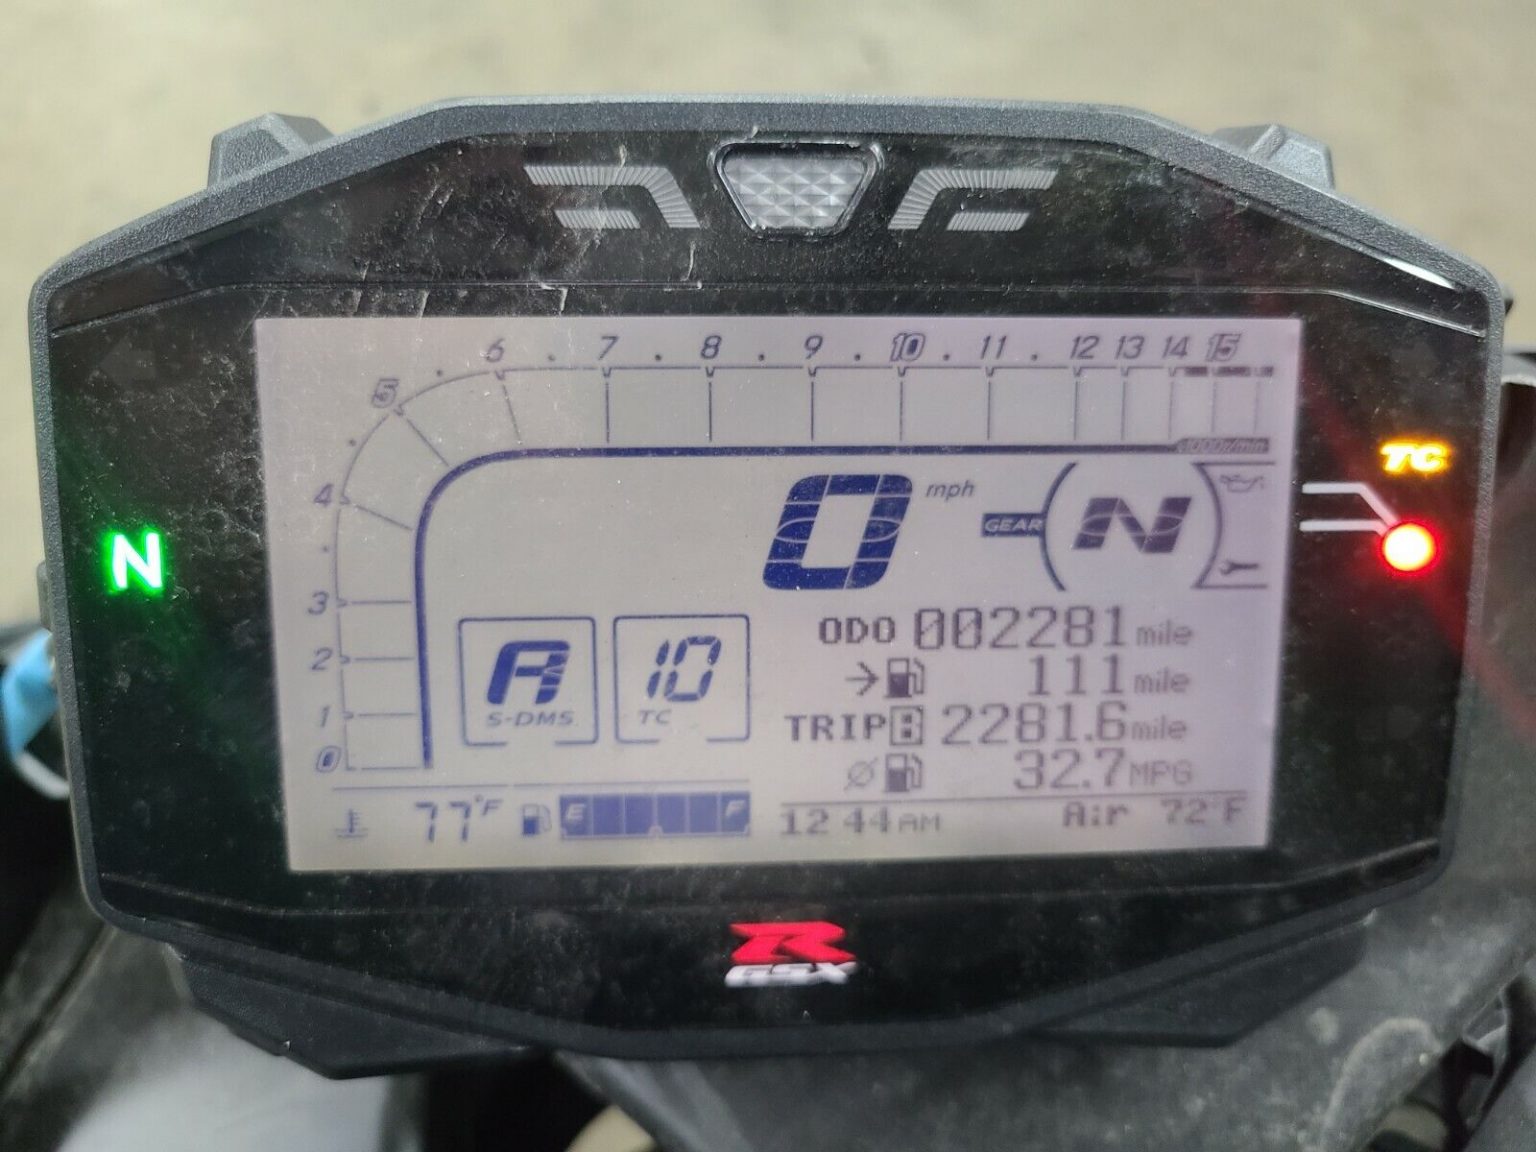 6 7 8 9 10 11 12 13 14 15
5
x1000r/min
4
TC
0 mph
GEAR N
N
3
ODO 002281 mile
2
A
S-DMS
10
TC
111 mile
1
TRIP B 2281.6 mile
0
32.7 MPG
77°F
E F
12 44 AM
Air 72°F
R
GSX